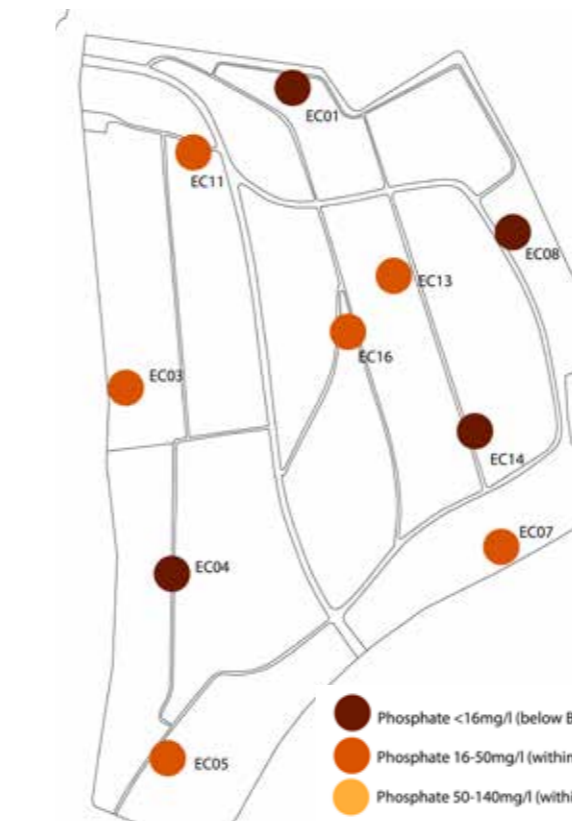 EC01
EC11
EC08
EC13
EC16
EC03
EC14
EC07
EC04
EC05
Phosphate <16mg/l (below B
Phosphate 16-50mg/l (within
Phosphate 50-140mg/l (withi